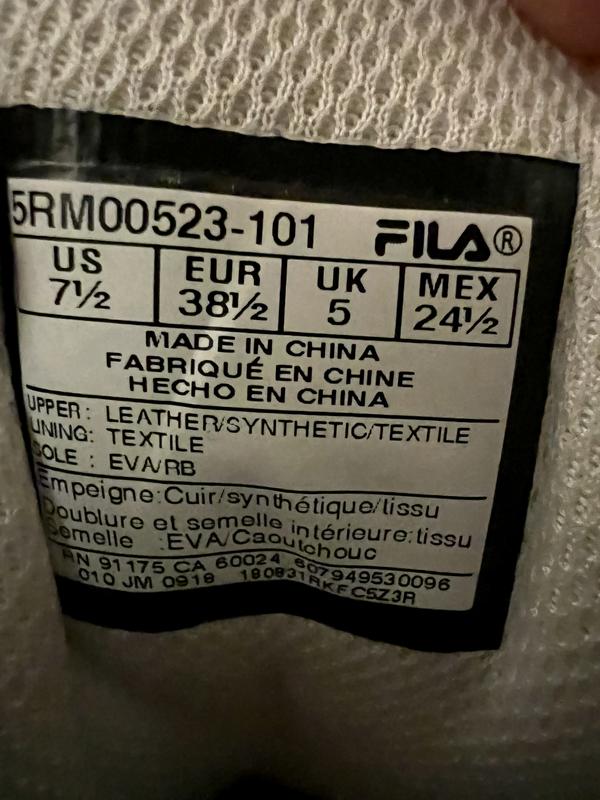 5RM00523-101 FILA®
US EUR UK MEX
7½ 38½ 5 24½
MADE IN CHINA
FABRIQUÉ EN CHINE
HECHO EN CHINA
UPPER: LEATHER/SYNTHETIC/TEXTILE
LINING: TEXTILE
SOLE : EVA/RB
Empeigne:Cuir/synthétique/tissu
Doublure et semelle intérieure:tissu
Semelle :EVA/Caoutchouc
RN 91175 CA 60024 607949530096
010 JM 0918 180831RKFC5Z3R